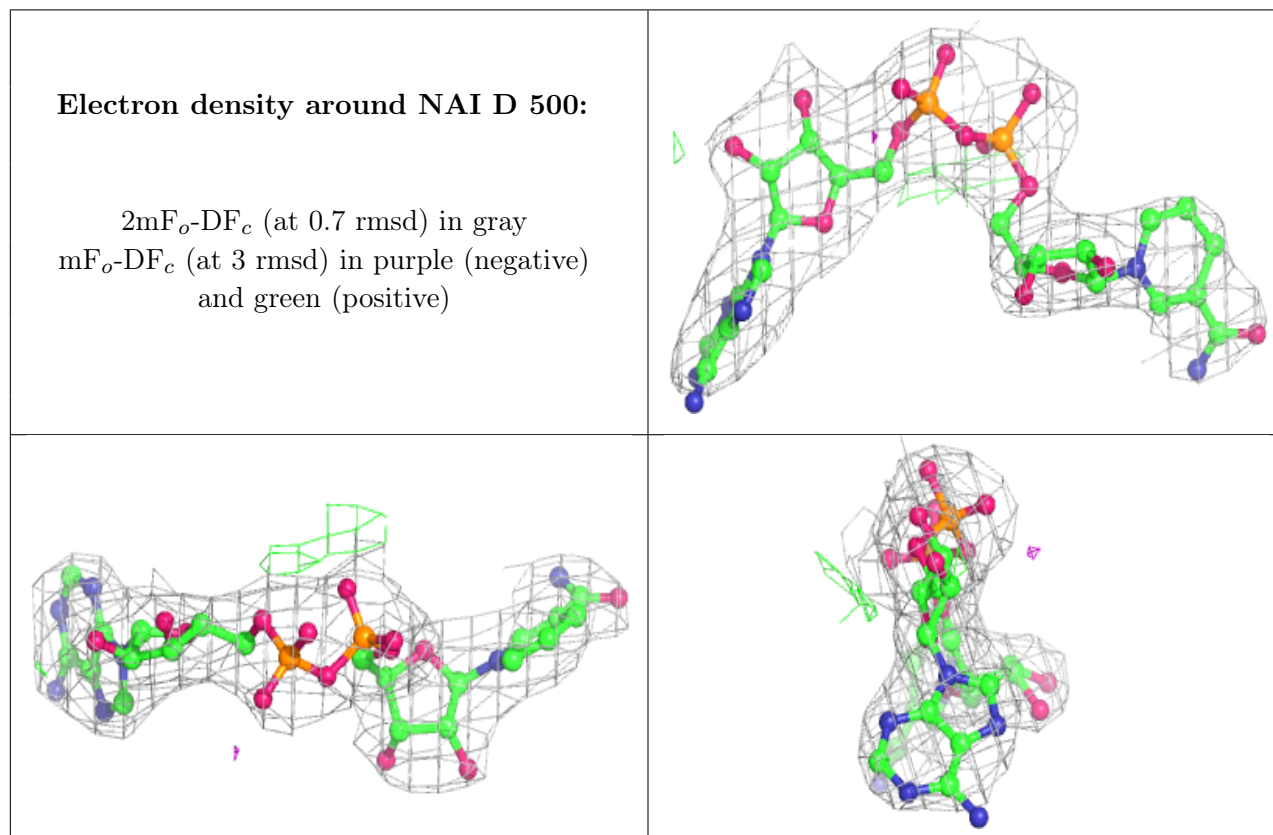 Electron density around NAI D 500:
2mFo-DFc (at 0.7 rmsd) in gray
mFo-DFc (at 3 rmsd) in purple (negative)
and green (positive)